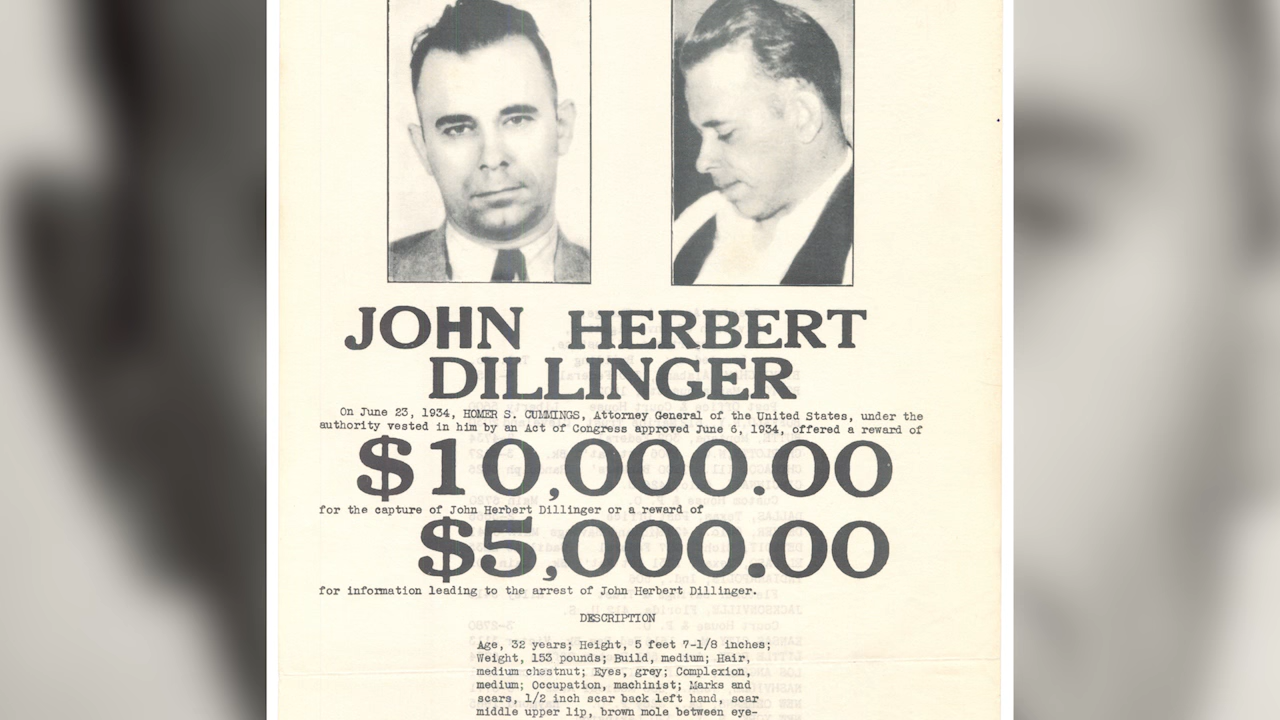 JOHN HERBERT
DILLINGER
On June 23, 1934, HOMER S. CUMMINGS, Attorney General of the United States, under the
authority vested in him by an Act of Congress approved June 6, 1934, offered a reward of
$10,000.00
for the capture of John Herbert Dillinger or a reward of
$5,000.00
for information leading to the arrest of John Herbert Dillinger.
DESCRIPTION
Age, 32 years; Height, 5 feet 7-1/8 inches;
Weight, 153 pounds; Build, medium; Hair,
medium chestnut; Eyes, grey; Complexion,
medium; Occupation, machinist; Marks and
scars, 1/2 inch scar back left hand, scar
middle upper lip, brown mole between eye-